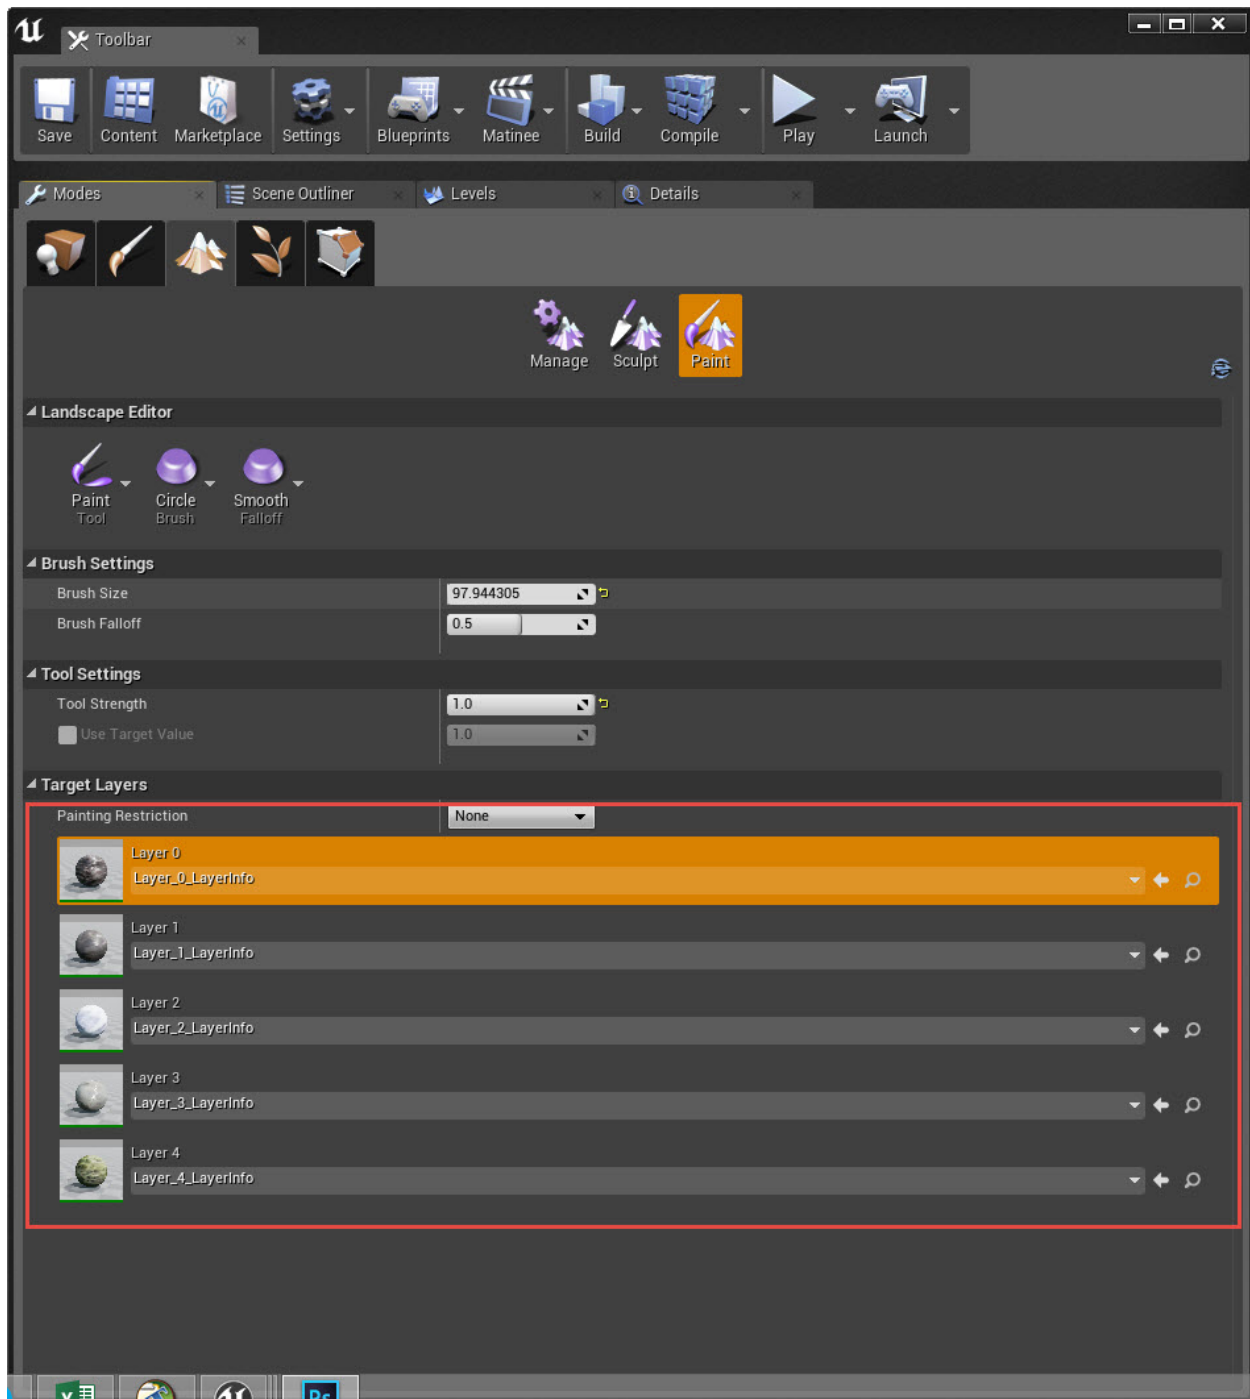 Toolbar
Save Content Marketplace Settings Blueprints Matinee Build Compile Play Launch
Modes Scene Outliner Levels Details
Manage Sculpt Paint
Landscape Editor
Paint Circle Smooth
Tool Brush Falloff
Brush Settings
Brush Size 97.944305
Brush Falloff 0.5
Tool Settings
Tool Strength 1.0
Use Target Value 1.0
Target Layers
Painting Restriction None
Layer 0
Layer_0_LayerInfo
Layer 1
Layer_1_LayerInfo
Layer 2
Layer_2_LayerInfo
Layer 3
Layer_3_LayerInfo
Layer 4
Layer_4_LayerInfo
Ps